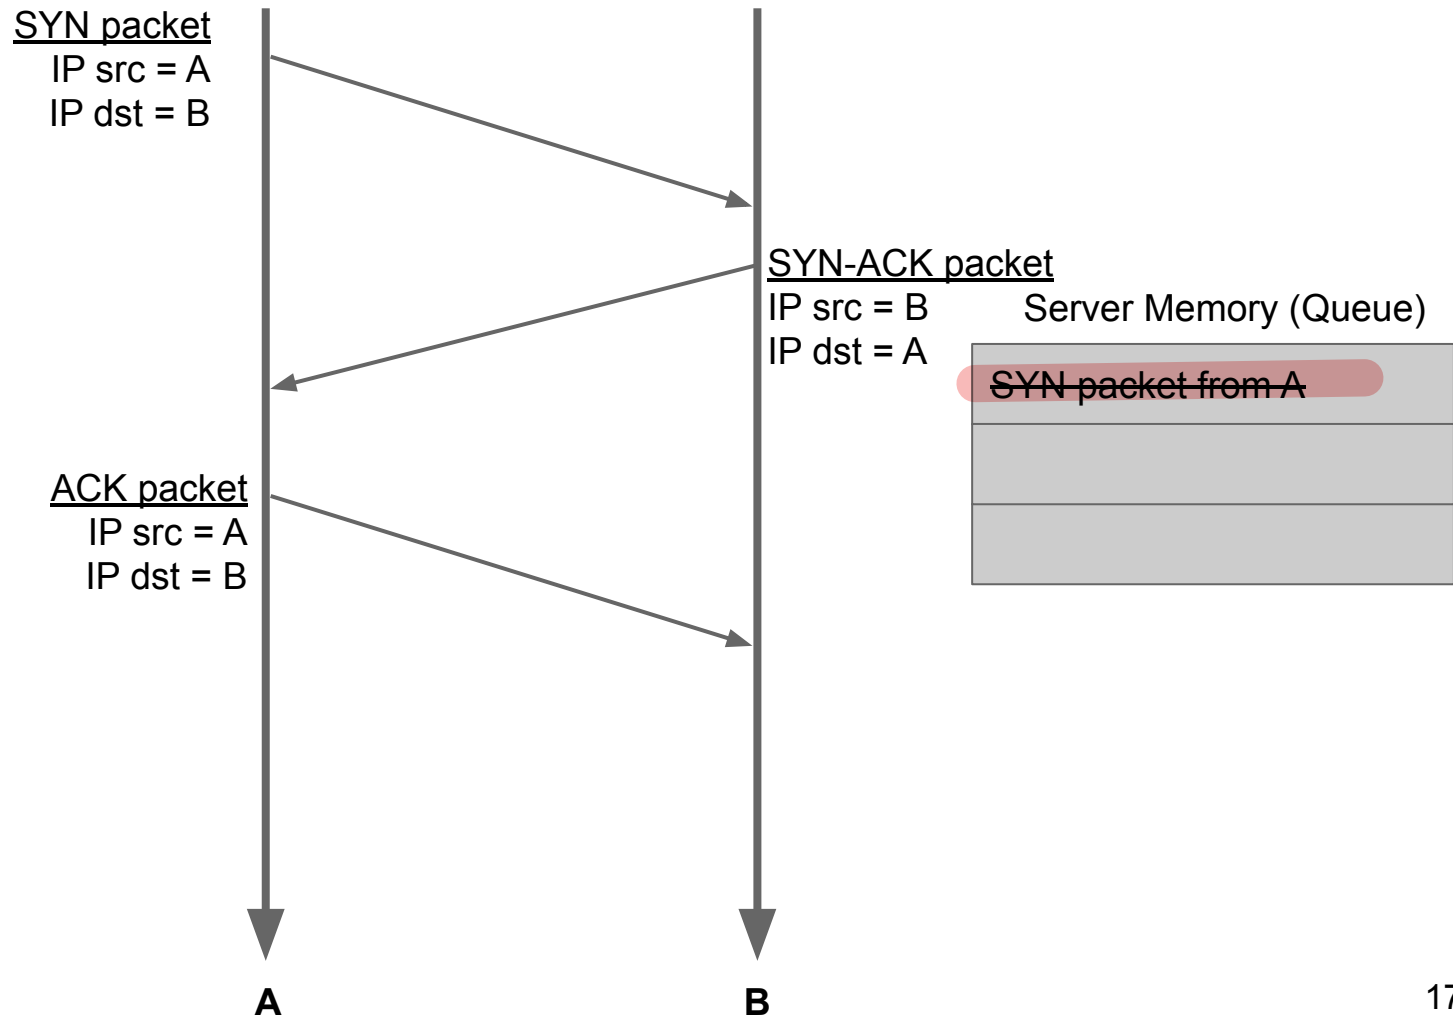 SYN packet
IP src = A
IP dst = B
SYN-ACK packet
IP src = B
IP dst = A
Server Memory (Queue)
SYN packet from A
ACK packet
IP src = A
IP dst = B
A
B
17